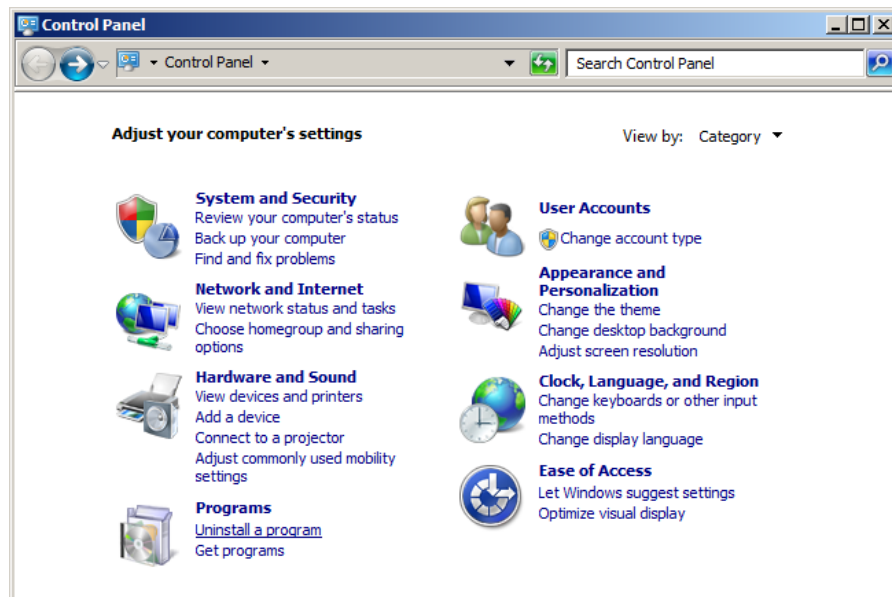 Control Panel
Control Panel
Search Control Panel
Adjust your computer's settings
View by: Category
System and Security
Review your computer's status
Back up your computer
Find and fix problems
Network and Internet
View network status and tasks
Choose homegroup and sharing
options
Hardware and Sound
View devices and printers
Add a device
Connect to a projector
Adjust commonly used mobility
settings
Programs
Uninstall a program
Get programs
User Accounts
Change account type
Appearance and
Personalization
Change the theme
Change desktop background
Adjust screen resolution
Clock, Language, and Region
Change keyboards or other input
methods
Change display language
Ease of Access
Let Windows suggest settings
Optimize visual display